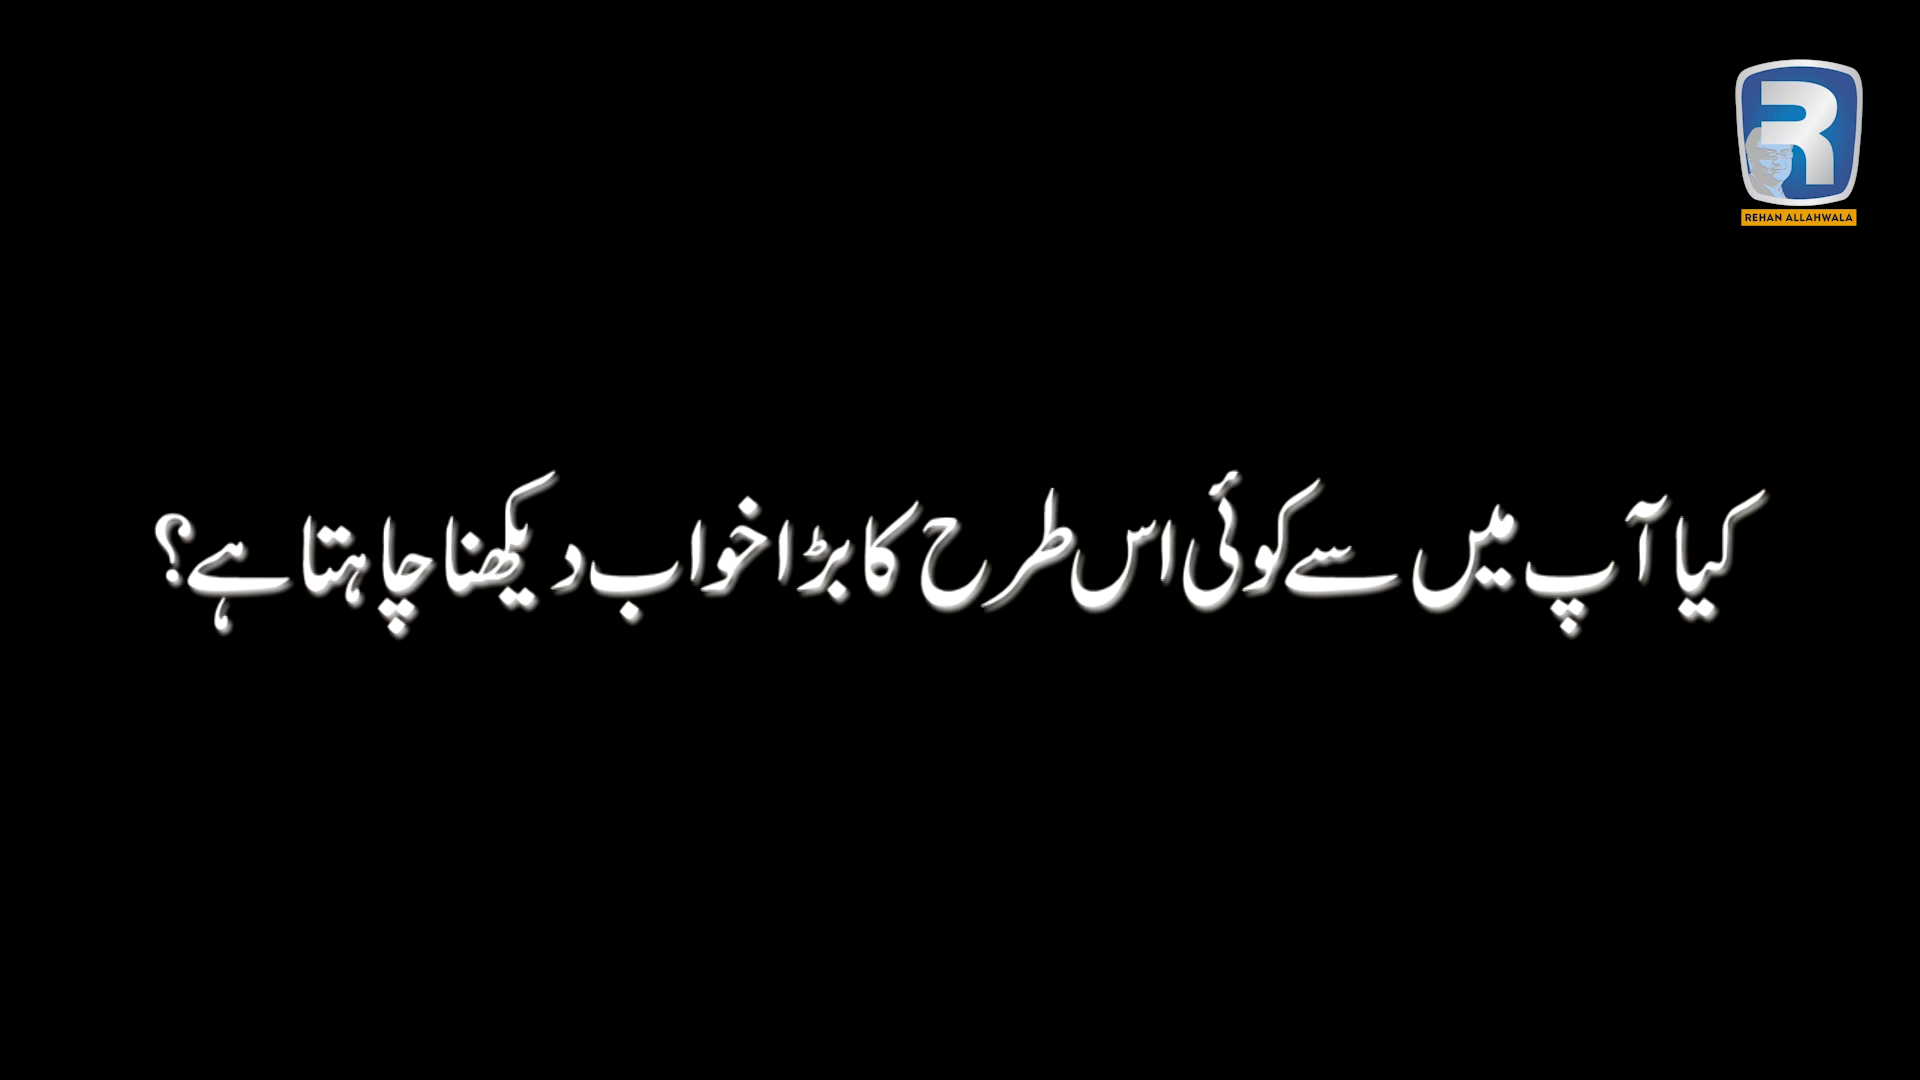 REHAN ALLAHWALA
کیا آپ میں سے کوئی اس طرح کا بڑا خواب دیکھنا چاہتا ہے؟